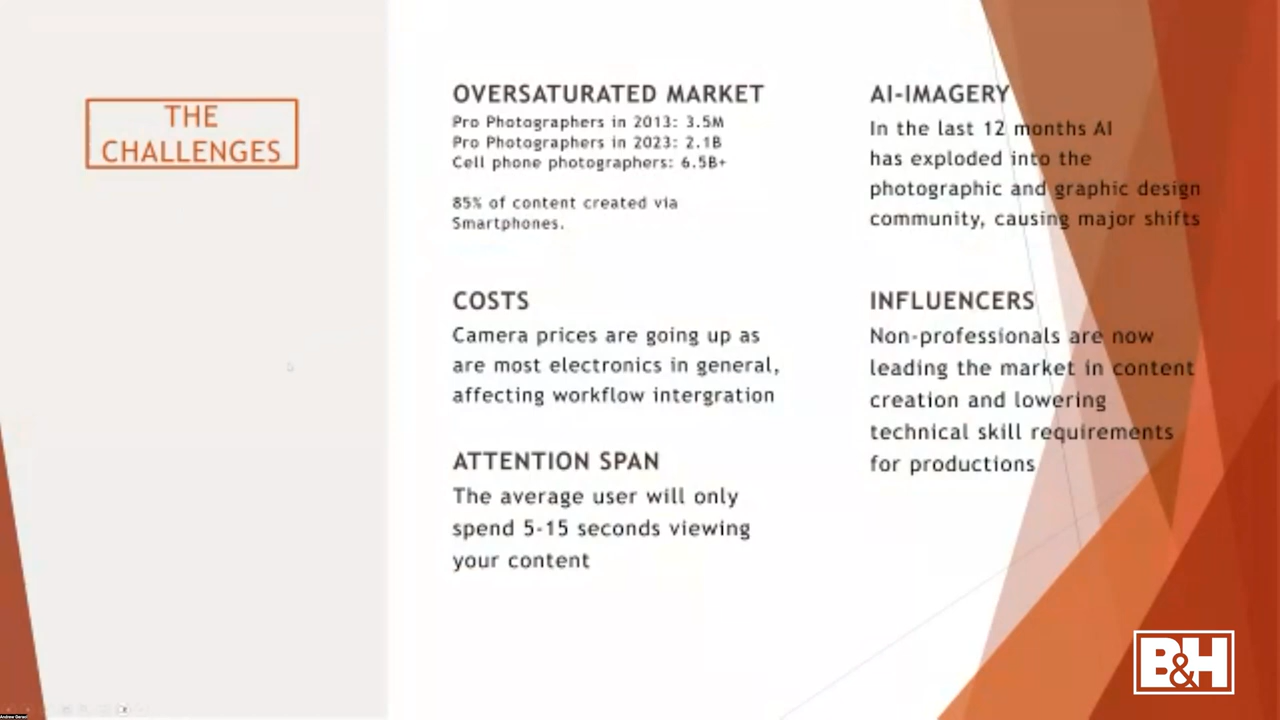 THE
CHALLENGES
OVERSATURATED MARKET
Pro Photographers in 2013: 3.5M
Pro Photographers in 2023: 2.1B
Cell phone photographers: 6.5B+
85% of content created via
Smartphones.
COSTS
Camera prices are going up as
are most electronics in general,
affecting workflow intergration
ATTENTION SPAN
The average user will only
spend 5-15 seconds viewing
your content
AI-IMAGERY
In the last 12 months AI
has exploded into the
photographic and graphic design
community, causing major shifts
INFLUENCERS
Non-professionals are now
leading the market in content
creation and lowering
technical skill requirements
for productions
B&H